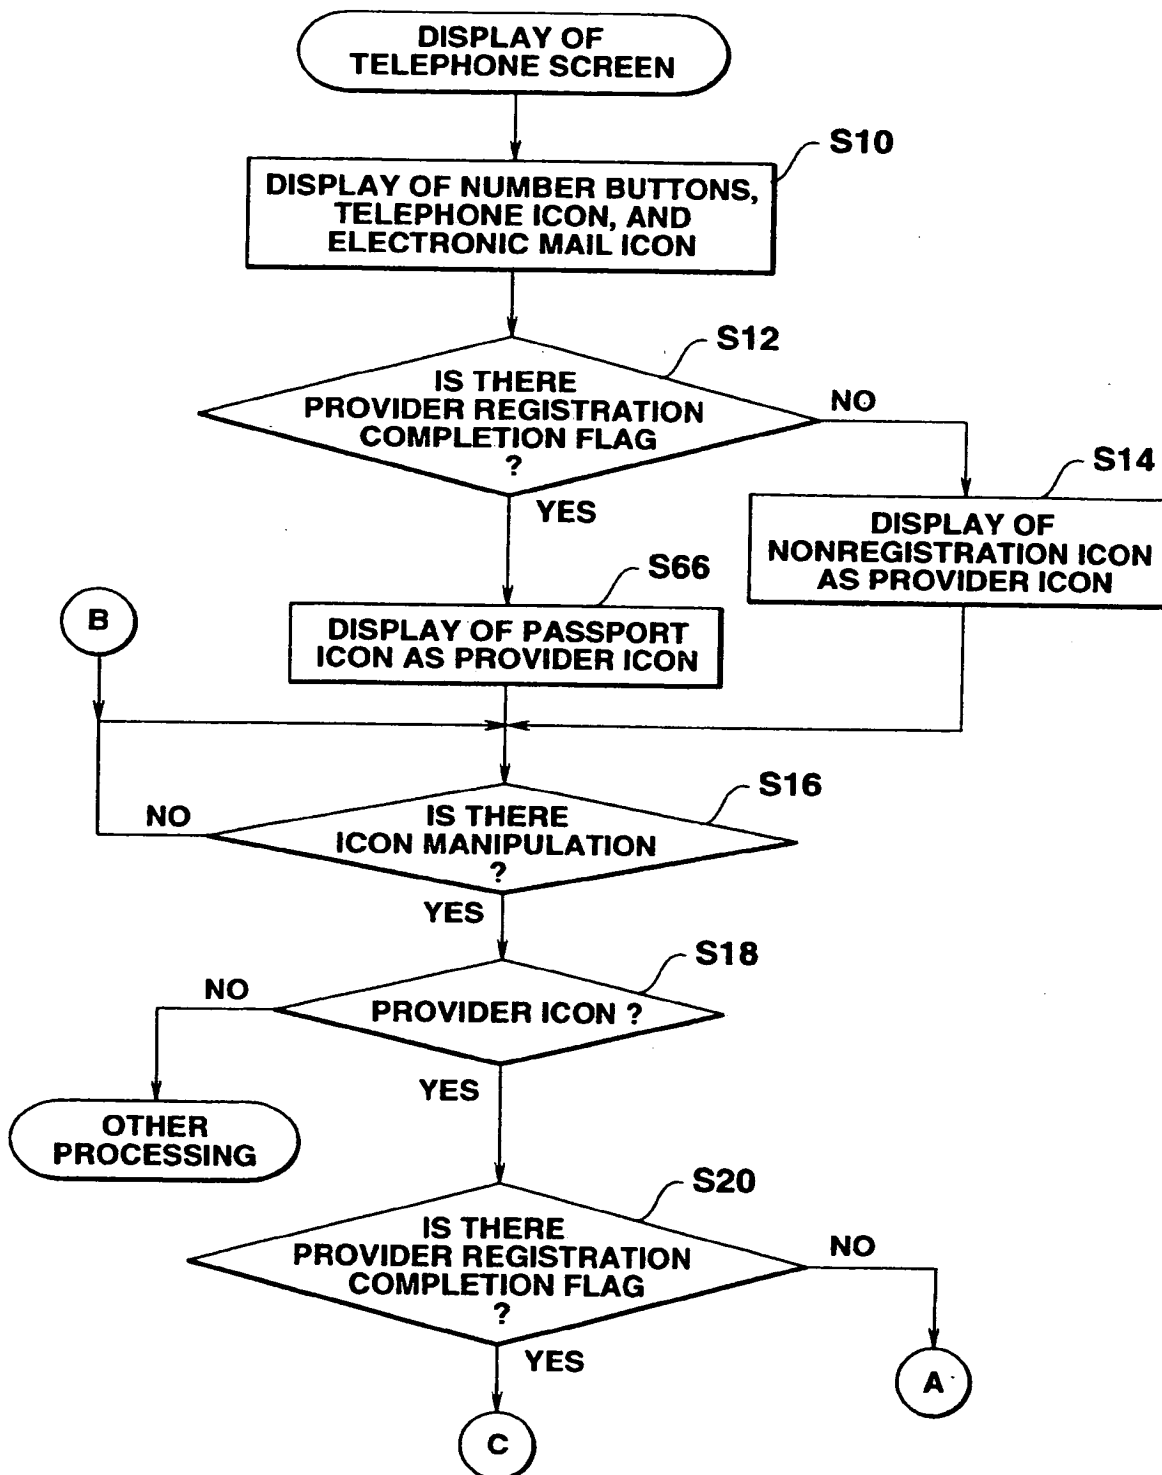 DISPLAY OF
TELEPHONE SCREEN
S10
DISPLAY OF NUMBER BUTTONS,
TELEPHONE ICON, AND
ELECTRONIC MAIL ICON
S12
IS THERE
PROVIDER REGISTRATION
COMPLETION FLAG
?
NO
YES
S14
DISPLAY OF
NONREGISTRATION ICON
AS PROVIDER ICON
S66
DISPLAY OF PASSPORT
ICON AS PROVIDER ICON
B
S16
IS THERE
ICON MANIPULATION
?
NO
YES
S18
PROVIDER ICON ?
NO
YES
OTHER
PROCESSING
S20
IS THERE
PROVIDER REGISTRATION
COMPLETION FLAG
?
NO
YES
A
C